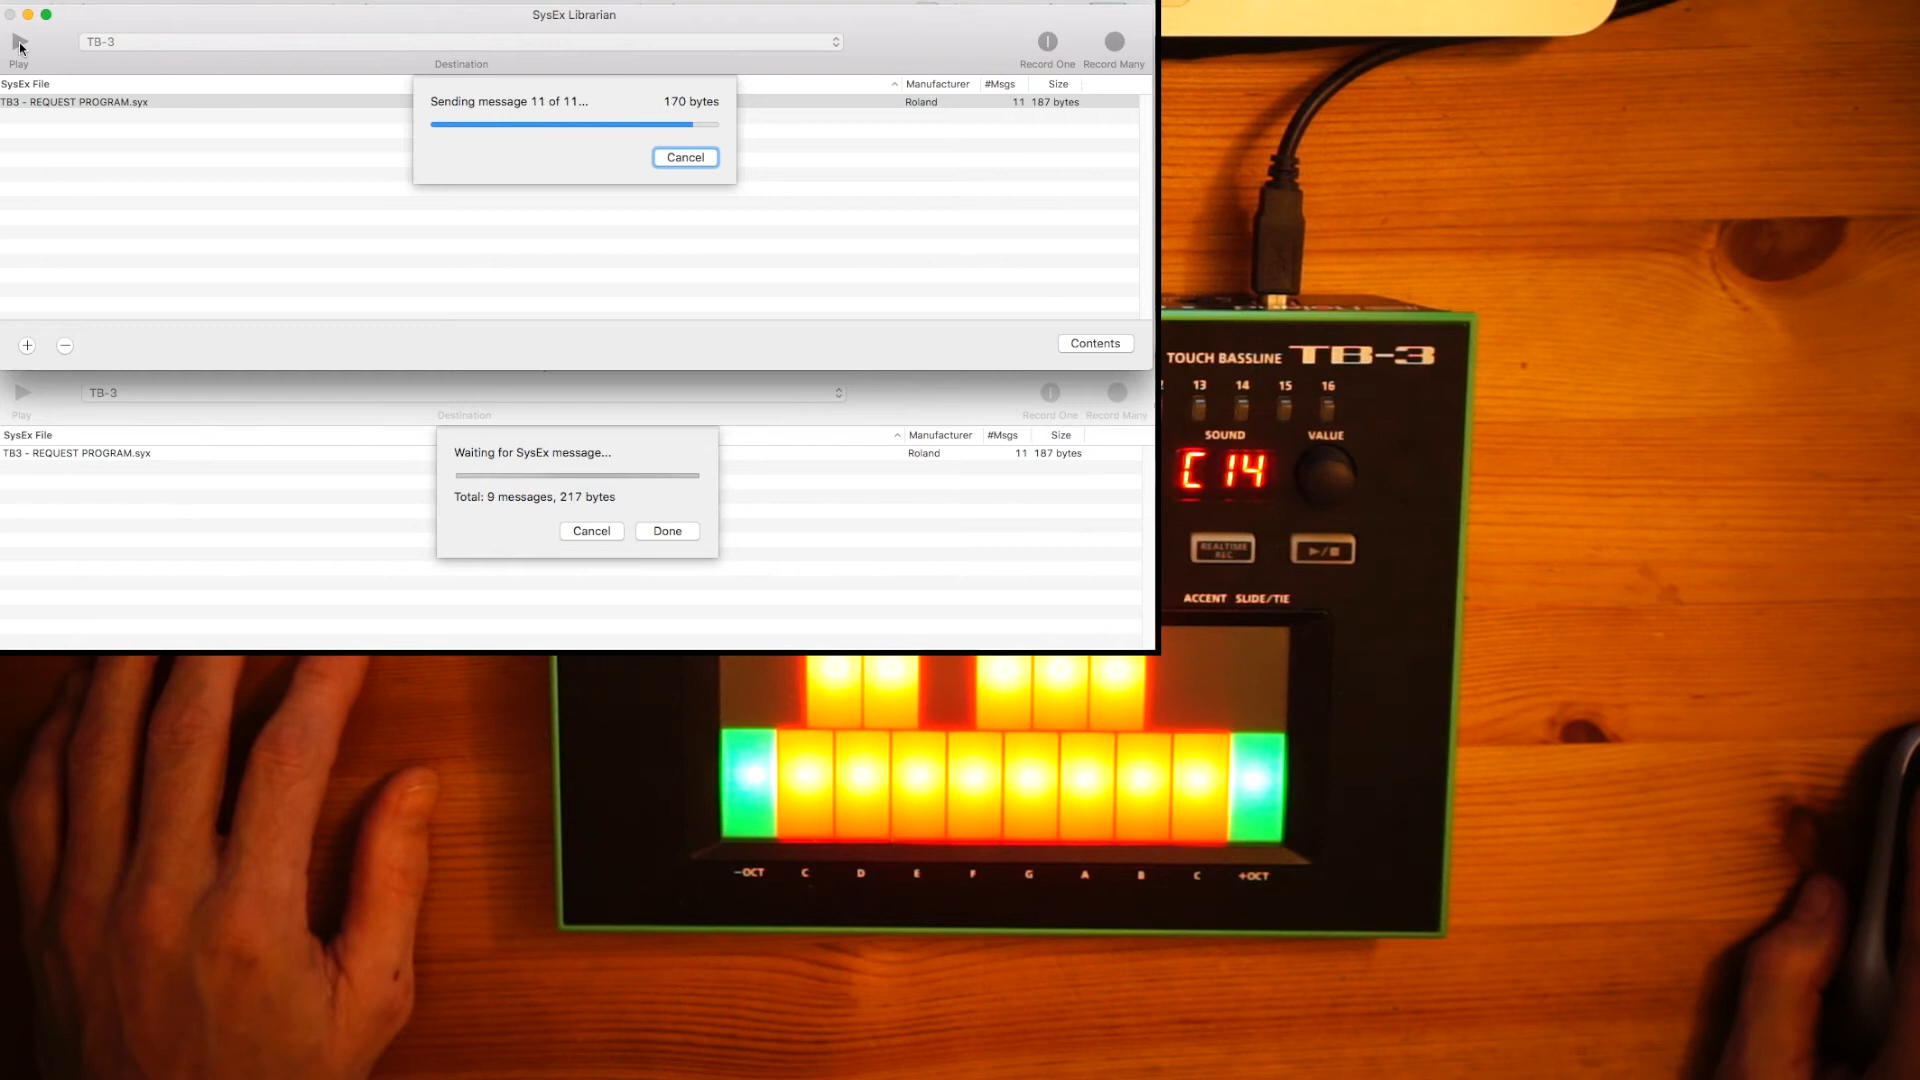 SysEx Librarian
TB-3
Play
Destination
Record One
Record Many
SysEx File
Manufacturer
#Msgs
Size
TB3 - REQUEST PROGRAM.syx
Roland
11
187 bytes
Sending message 11 of 11...
170 bytes
Cancel
Contents
TB-3
Play
Destination
Record One
Record Many
SysEx File
Manufacturer
#Msgs
Size
TB3 - REQUEST PROGRAM.syx
Roland
11
187 bytes
Waiting for SysEx message...
Total: 9 messages, 217 bytes
Cancel
Done
TOUCH BASSLINE TB-3
13 14 15 16
SOUND
VALUE
C14
REALTIME
REC
ACCENT SLIDE/TIE
-OCT C D E F G A B C +OCT